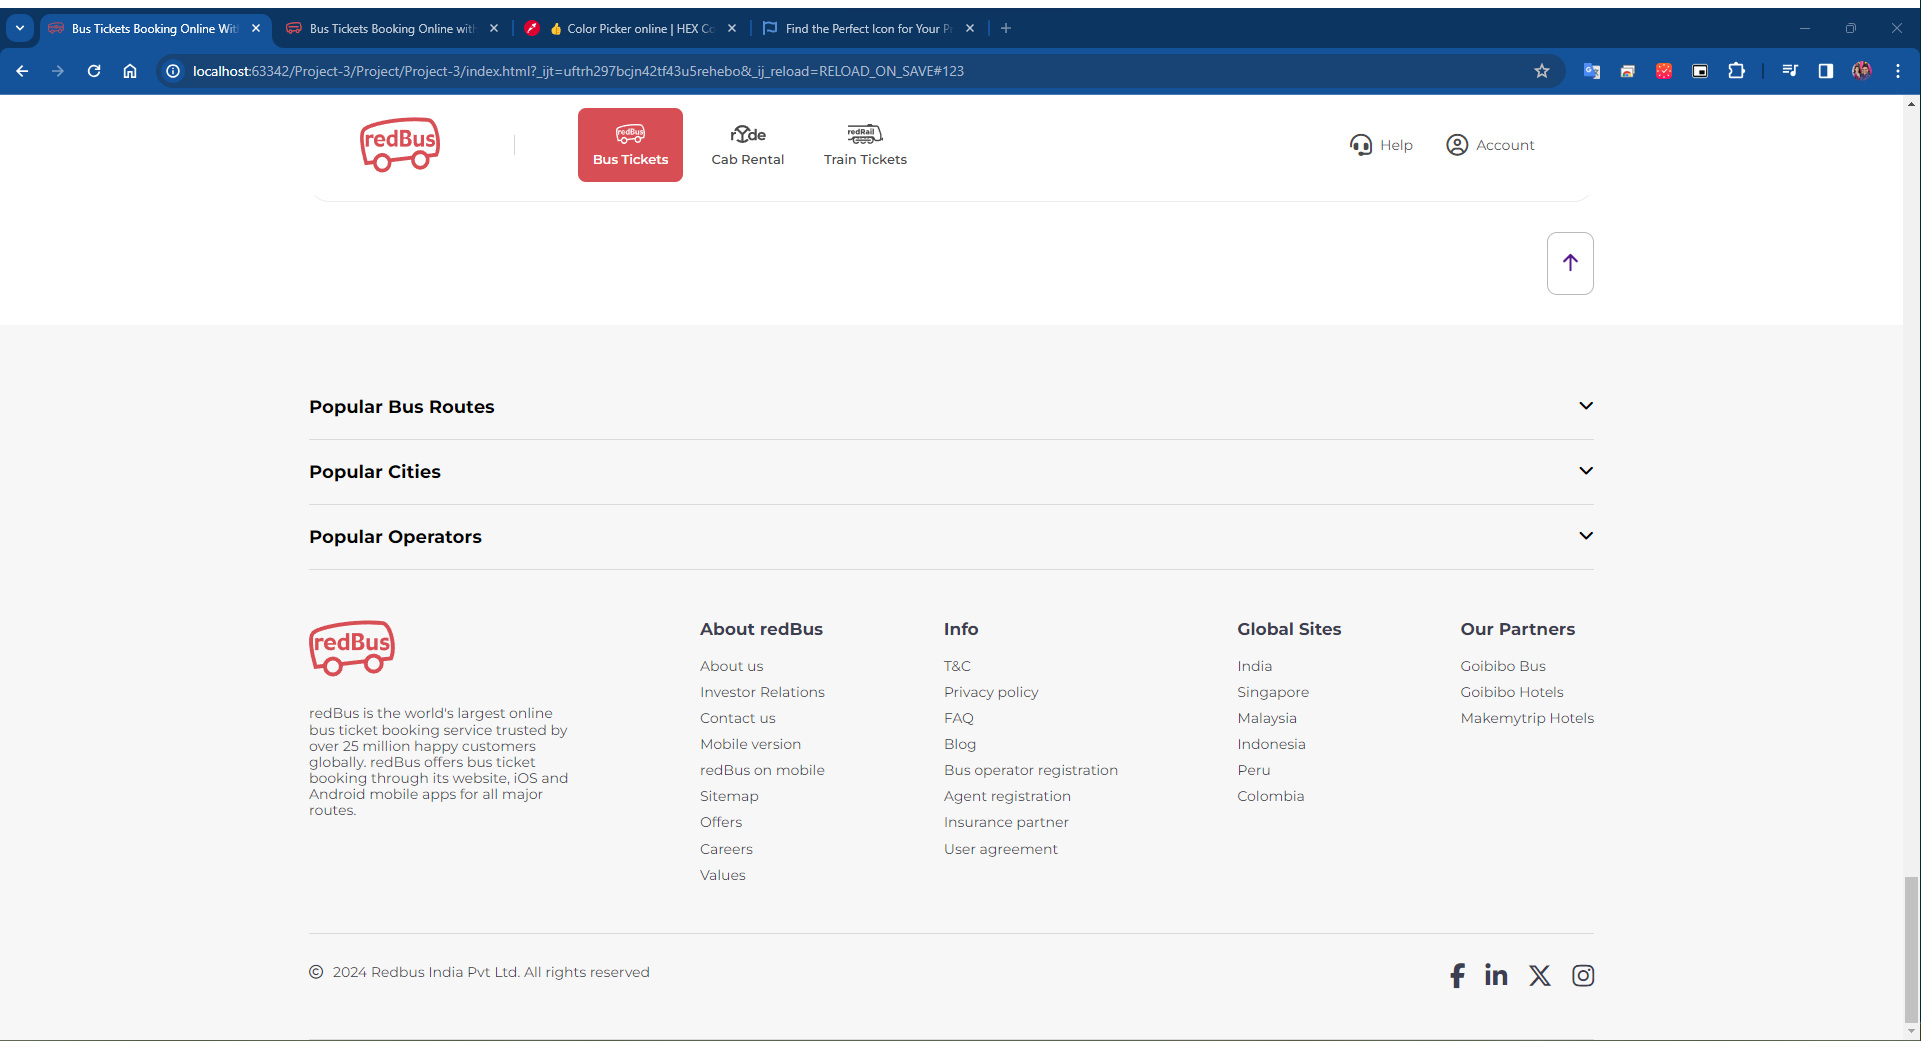 Bus Tickets Booking Online Wit
Bus Tickets Booking Online with
Color Picker online | HEX Co
Find the Perfect Icon for Your Pr
localhost:63342/Project-3/Project/Project-3/index.html?_ijt=uftrh297bcjn42tf43u5rehebo&_ij_reload=RELOAD_ON_SAVE#123
redBus
redBus
Bus Tickets
rYde
Cab Rental
redRail
Train Tickets
Help
Account
Popular Bus Routes
Popular Cities
Popular Operators
redBus
redBus is the world's largest online
bus ticket booking service trusted by
over 25 million happy customers
globally. redBus offers bus ticket
booking through its website, iOS and
Android mobile apps for all major
routes.
About redBus
About us
Investor Relations
Contact us
Mobile version
redBus on mobile
Sitemap
Offers
Careers
Values
Info
T&C
Privacy policy
FAQ
Blog
Bus operator registration
Agent registration
Insurance partner
User agreement
Global Sites
India
Singapore
Malaysia
Indonesia
Peru
Colombia
Our Partners
Goibibo Bus
Goibibo Hotels
Makemytrip Hotels
© 2024 Redbus India Pvt Ltd. All rights reserved